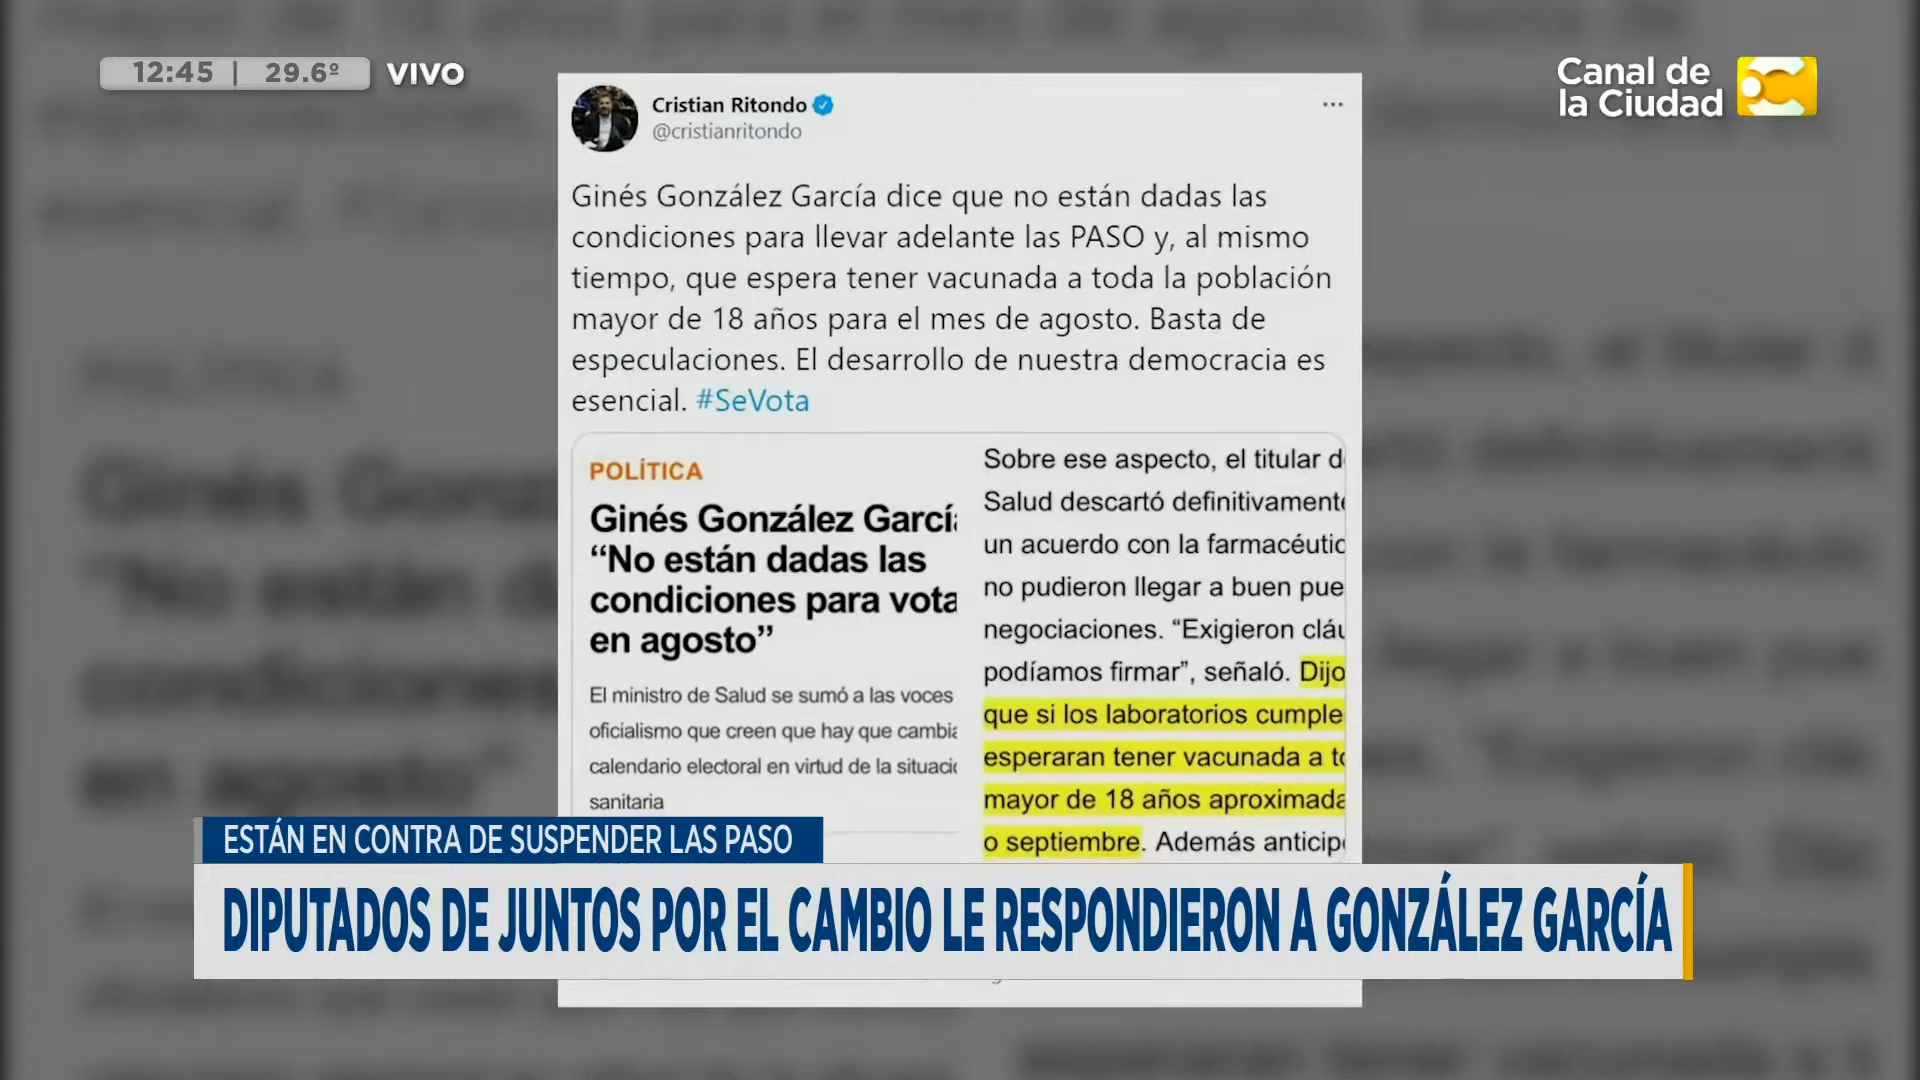 12:45 | 29.6º VIVO
Canal de
la Ciudad
Cristian Ritondo
@cristianritondo
Ginés González García dice que no están dadas las
condiciones para llevar adelante las PASO y, al mismo
tiempo, que espera tener vacunada a toda la población
mayor de 18 años para el mes de agosto. Basta de
especulaciones. El desarrollo de nuestra democracia es
esencial. #SeVota
POLÍTICA
Ginés González Garcí
“No están dadas las
condiciones para vota
en agosto”
El ministro de Salud se sumó a las voces
oficialismo que creen que hay que cambi
calendario electoral en virtud de la situaci
sanitaria
Sobre ese aspecto, el titular d
Salud descartó definitivament
un acuerdo con la farmacéutic
no pudieron llegar a buen pue
negociaciones. “Exigieron cláu
podíamos firmar”, señaló. Dijo
que si los laboratorios cumple
esperaran tener vacunada a to
mayor de 18 años aproximada
o septiembre. Además anticip
ESTÁN EN CONTRA DE SUSPENDER LAS PASO
DIPUTADOS DE JUNTOS POR EL CAMBIO LE RESPONDIERON A GONZÁLEZ GARCÍA